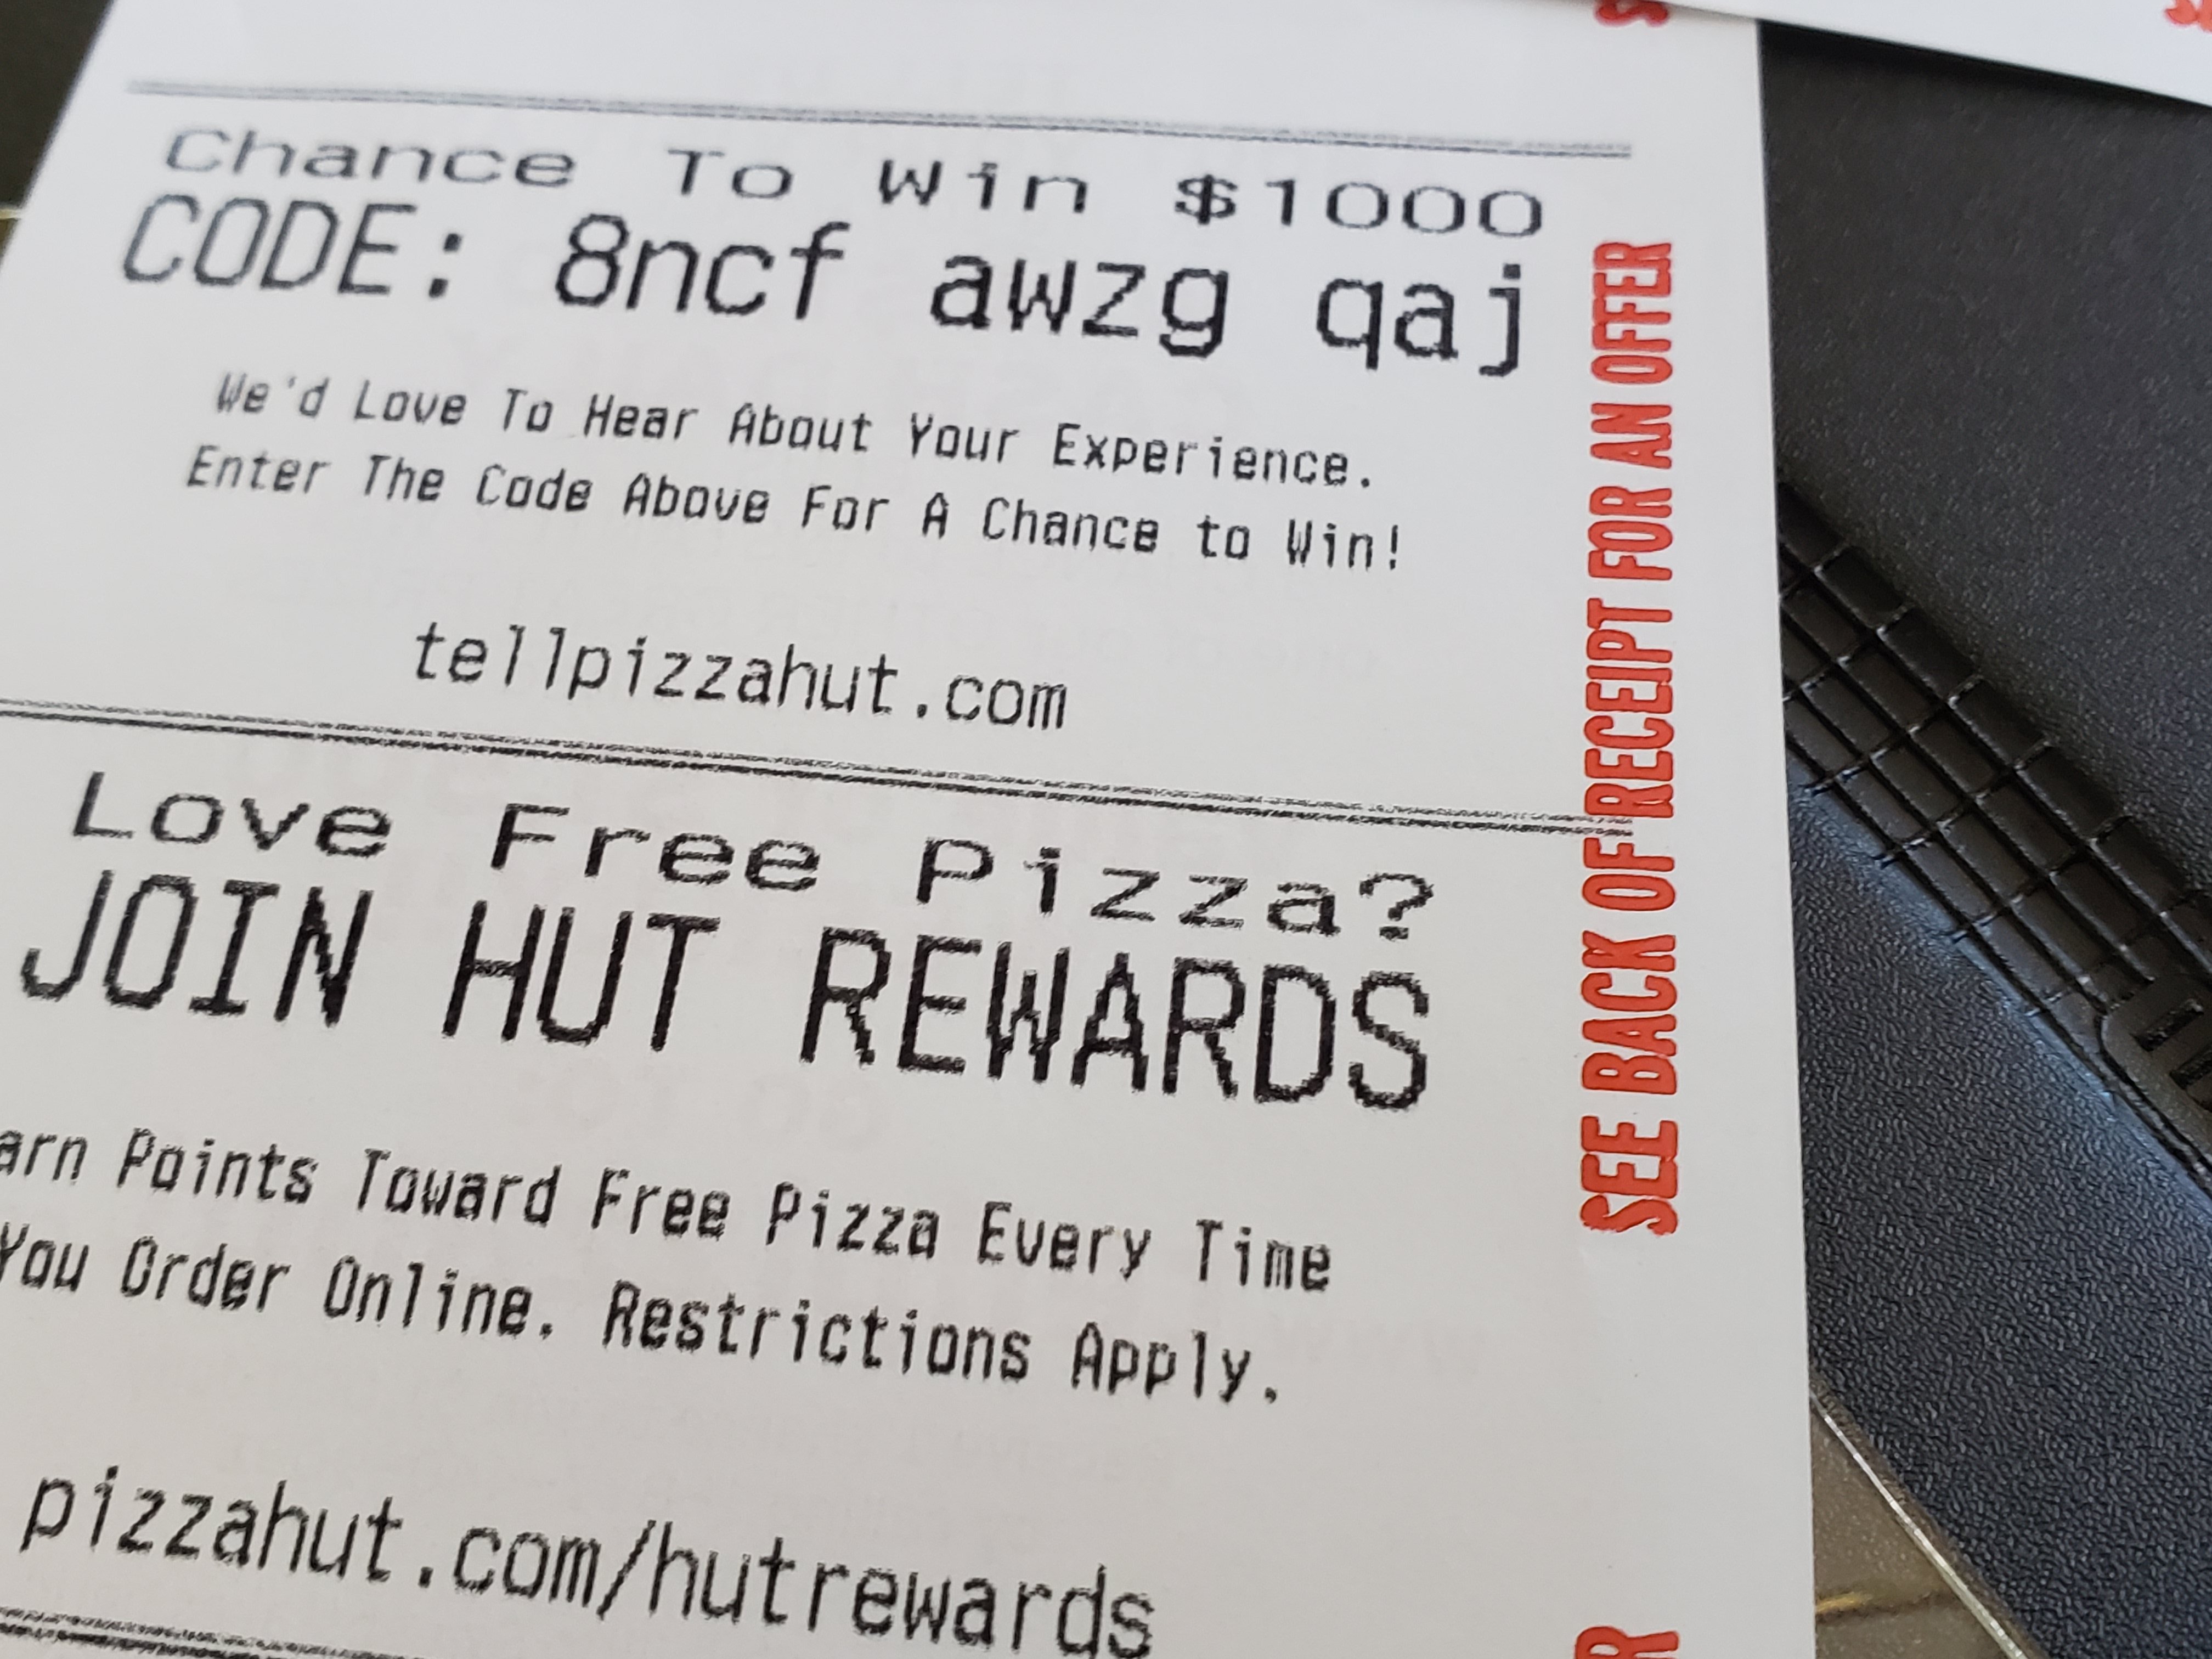 Chance To Win $1000
CODE: 8ncf awzg qaj
We'd Love To Hear About Your Experience.
Enter The Code Above For A Chance to Win!
tellpizzahut.com
Love Free Pizza?
JOIN HUT REWARDS
arn Points Toward Free Pizza Every Time
You Order Online. Restrictions Apply.
pizzahut.com/hutrewards
SEE BACK OF RECEIPT FOR AN OFFER